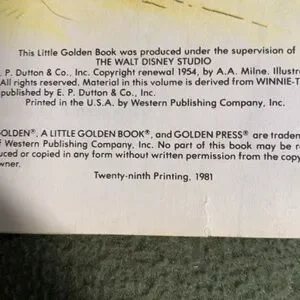 This Little Golden Book was produced under the supervision of
THE WALT DISNEY STUDIO
E. P. Dutton & Co., Inc. Copyright renewal 1954, by A.A. Milne. Illustra
All rights reserved. Material in this volume is derived from WINNIE-T
published by E. P. Dutton & Co., Inc.
Printed in the U.S.A. by Western Publishing Company, Inc.
GOLDEN®, A LITTLE GOLDEN BOOK®, and GOLDEN PRESS® are tradem
of Western Publishing Company, Inc. No part of this book may be r
uced or copied in any form without written permission from the cop
wner.
Twenty-ninth Printing, 1981